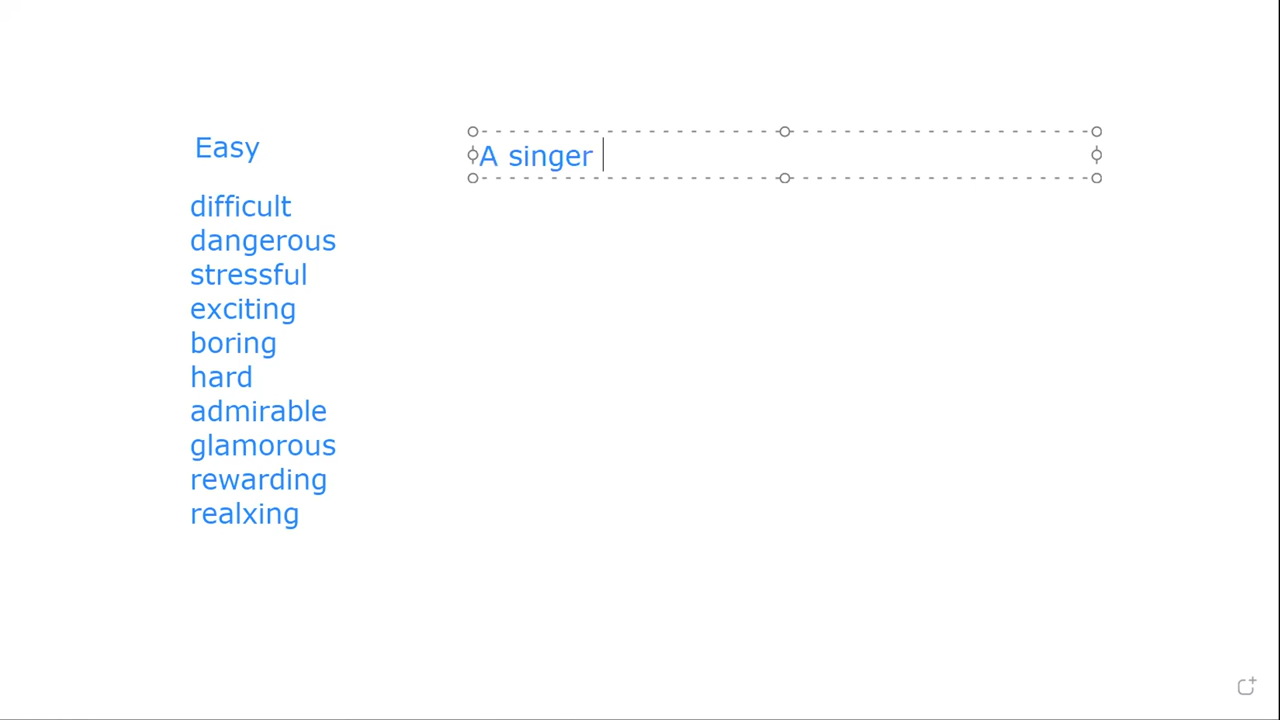 Easy
difficult
dangerous
stressful
exciting
boring
hard
admirable
glamorous
rewarding
realxing
A singer